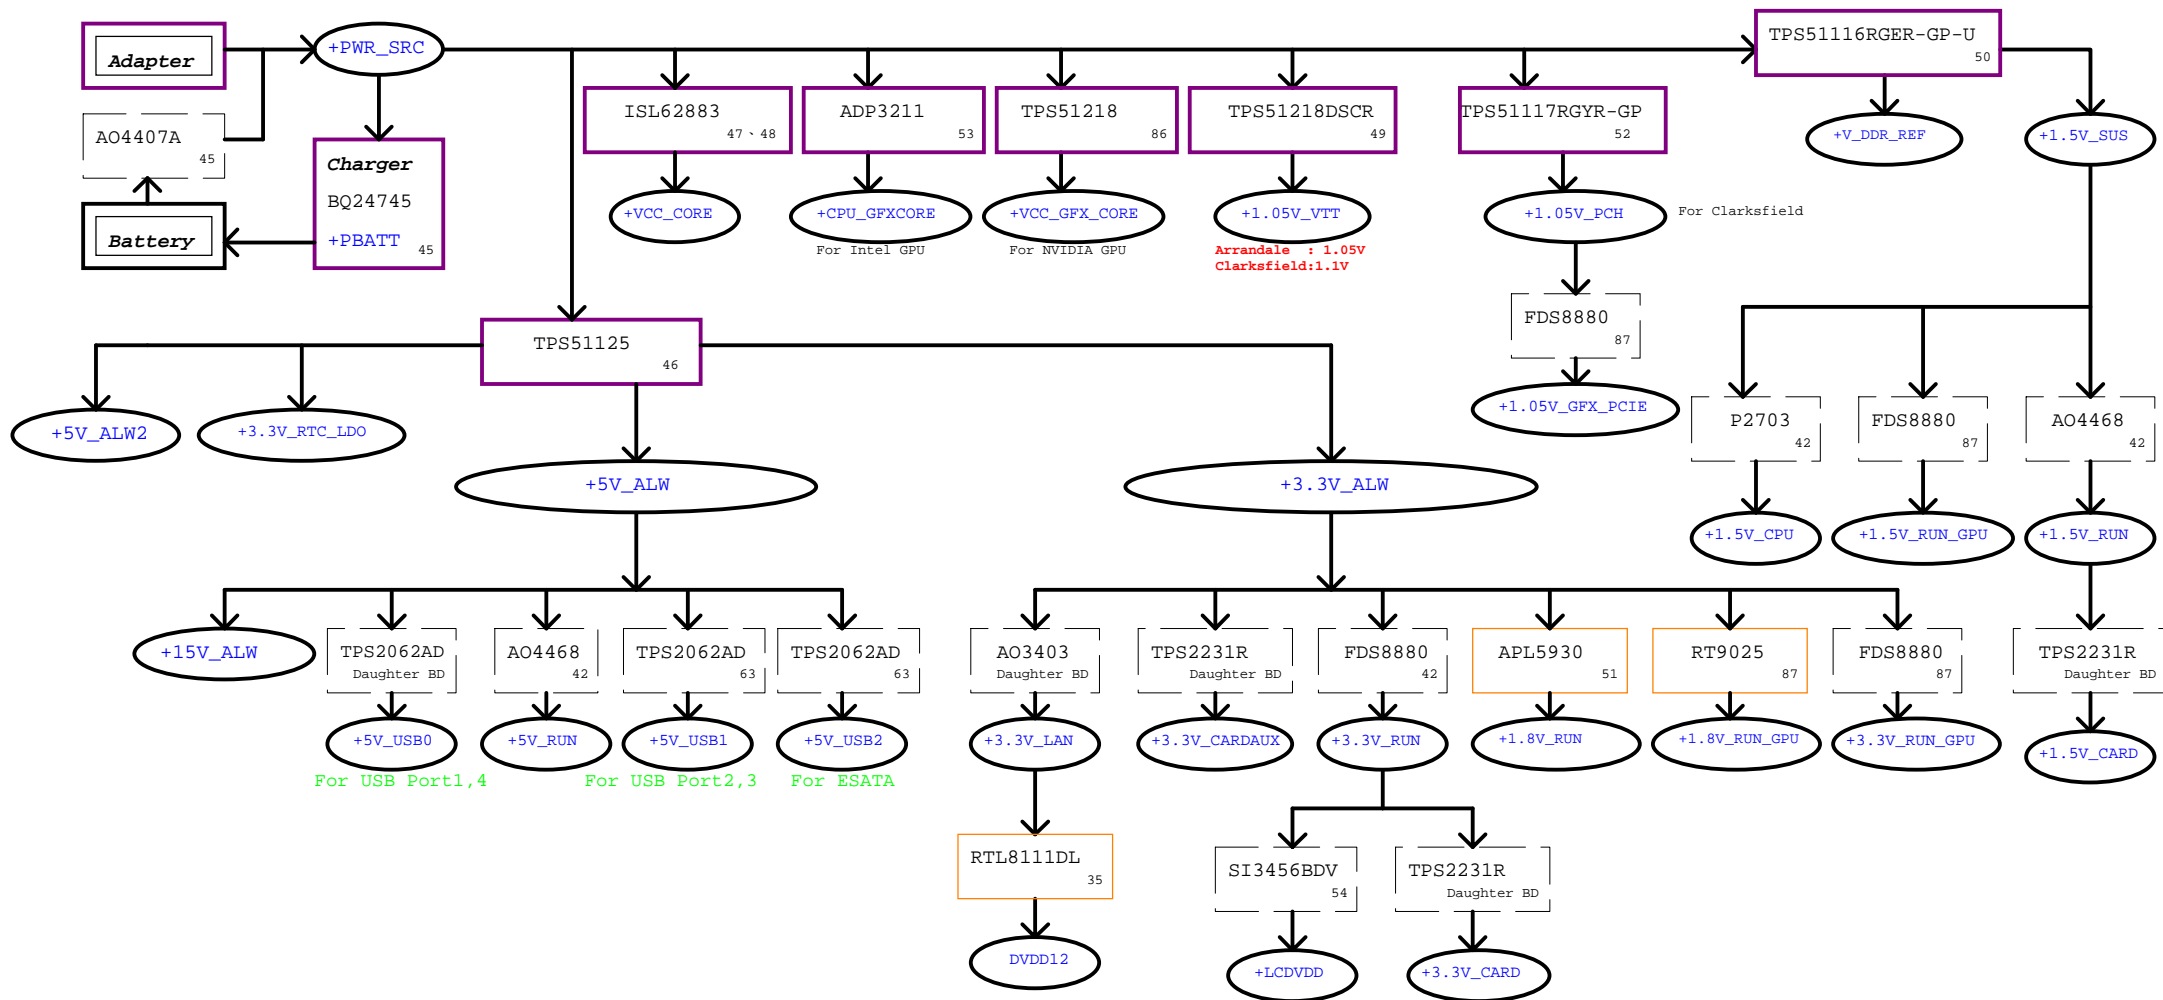 Adapter
+PWR_SRC
TPS51116RGER-GP-U
50
AO4407A
45
Charger
BQ24745
+PBATT
45
Battery
ISL62883
47、48
ADP3211
53
TPS51218
86
TPS51218DSCR
49
TPS51117RGYR-GP
52
+V_DDR_REF
+1.5V_SUS
+VCC_CORE
+CPU_GFXCORE
For Intel GPU
+VCC_GFX_CORE
For NVIDIA GPU
+1.05V_VTT
Arrandale : 1.05V
Clarksfield:1.1V
+1.05V_PCH
For Clarksfield
FDS8880
87
+1.05V_GFX_PCIE
TPS51125
46
+5V_ALW2
+3.3V_RTC_LDO
+5V_ALW
+3.3V_ALW
P2703
42
FDS8880
87
AO4468
42
+1.5V_CPU
+1.5V_RUN_GPU
+1.5V_RUN
+15V_ALW
TPS2062AD
Daughter BD
AO4468
42
TPS2062AD
63
TPS2062AD
63
AO3403
Daughter BD
TPS2231R
Daughter BD
FDS8880
42
APL5930
51
RT9025
87
FDS8880
87
TPS2231R
Daughter BD
+5V_USB0
For USB Port1,4
+5V_RUN
+5V_USB1
For USB Port2,3
+5V_USB2
For ESATA
+3.3V_LAN
+3.3V_CARDAUX
+3.3V_RUN
+1.8V_RUN
+1.8V_RUN_GPU
+3.3V_RUN_GPU
+1.5V_CARD
RTL8111DL
35
SI3456BDV
54
TPS2231R
Daughter BD
DVDD12
+LCDVDD
+3.3V_CARD